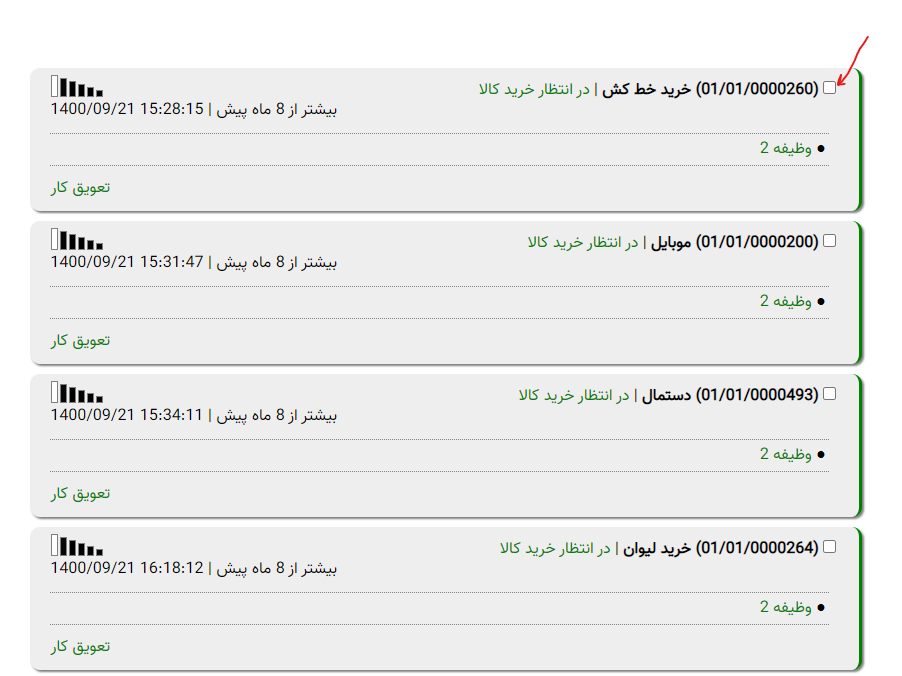 (01/01/0000260) خرید خط کش | در انتظار خرید کالا
بیشتر از 8 ماه پیش | 1400/09/21 15:28:15
● وظیفه 2
تعویق کار
(01/01/0000200) موبایل | در انتظار خرید کالا
بیشتر از 8 ماه پیش | 1400/09/21 15:31:47
● وظیفه 2
تعویق کار
(01/01/0000493) دستمال | در انتظار خرید کالا
بیشتر از 8 ماه پیش | 1400/09/21 15:34:11
● وظیفه 2
تعویق کار
(01/01/0000264) خرید لیوان | در انتظار خرید کالا
بیشتر از 8 ماه پیش | 1400/09/21 16:18:12
● وظیفه 2
تعویق کار